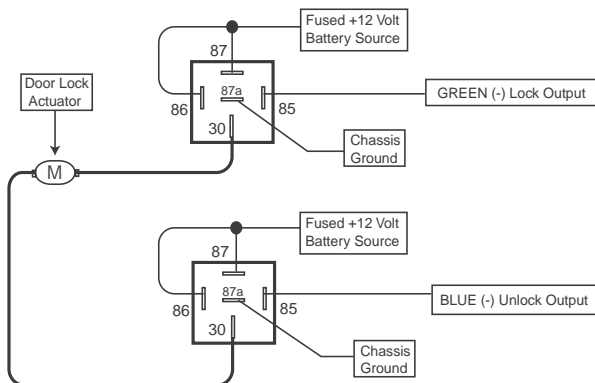 Fused +12 Volt
Battery Source
87
Door Lock
Actuator
87a
86
85
GREEN (-) Lock Output
30
Chassis
Ground
M
Fused +12 Volt
Battery Source
87
87a
86
85
BLUE (-) Unlock Output
30
Chassis
Ground